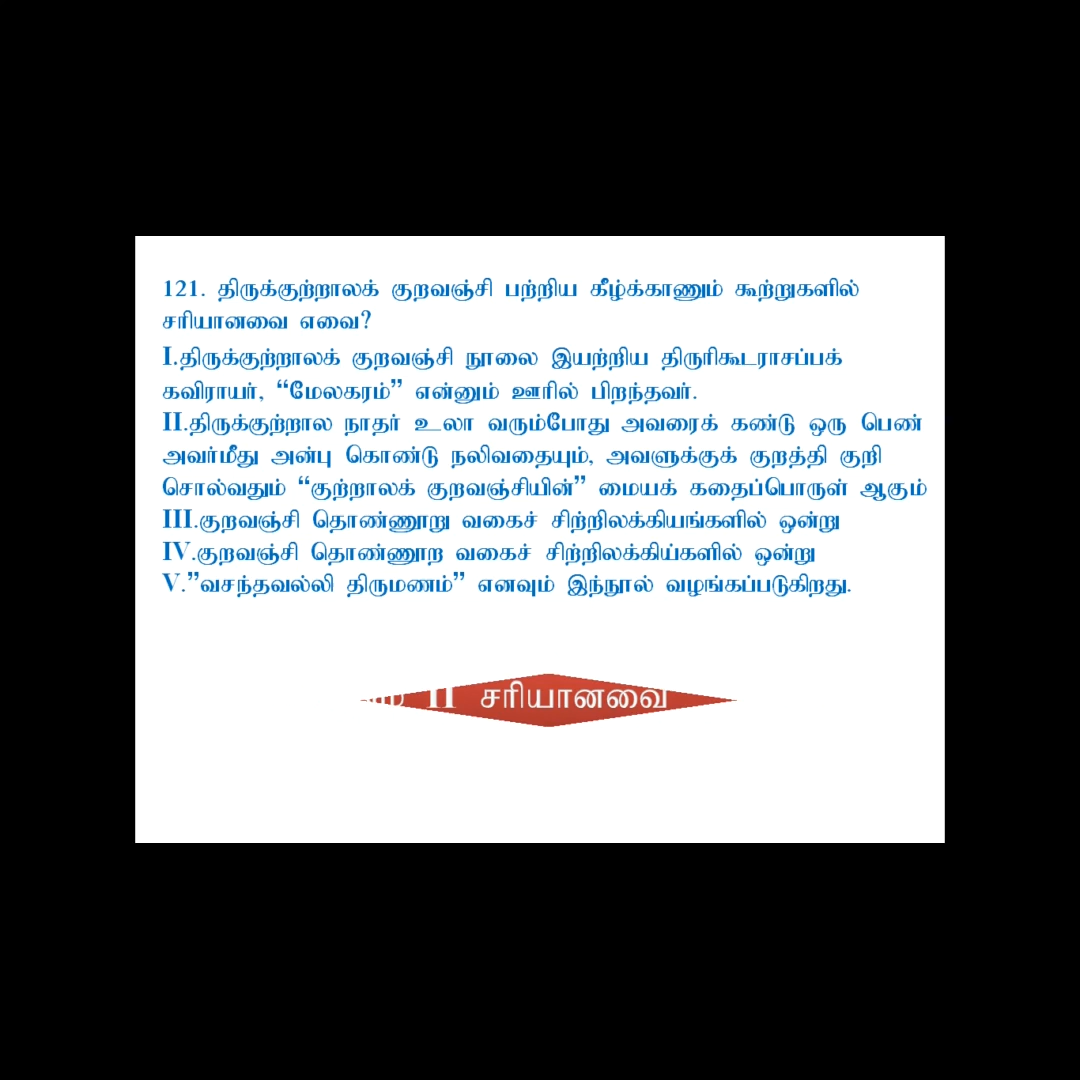 121. திருக்குற்றாலக் குறவஞ்சி பற்றிய கீழ்க்காணும் கூற்றுகளில்
சரியானவை எவை?
I.திருக்குற்றாலக் குறவஞ்சி நூலை இயற்றிய திருரிகூடராசப்பக்
கவிராயர், “மேலகரம்” என்னும் ஊரில் பிறந்தவர்.
II.திருக்குற்றால நாதர் உலா வரும்போது அவரைக் கண்டு ஒரு பெண்
அவர்மீது அன்பு கொண்டு நலிவதையும், அவளுக்குக் குறத்தி குறி
சொல்வதும் “குற்றாலக் குறவஞ்சியின்” மையக் கதைப்பொருள் ஆகும்
III.குறவஞ்சி தொண்ணூறு வகைச் சிற்றிலக்கியங்களில் ஒன்று
IV.குறவஞ்சி தொண்ணூற வகைச் சிற்றிலக்கிய்களில் ஒன்று
V.”வசந்தவல்லி திருமணம்” எனவும் இந்நூல் வழங்கப்படுகிறது.
II சரியானவை